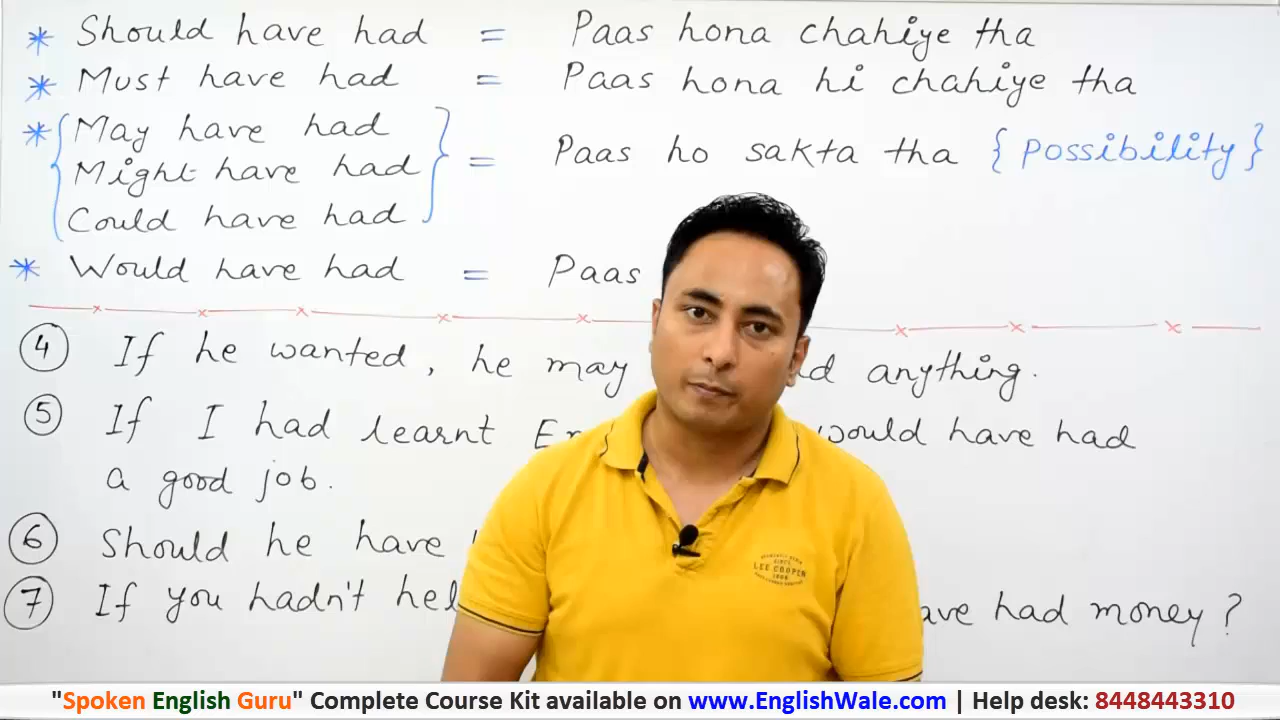 * Should have had = Paas hona chahiye tha
* Must have had = Paas hona hi chahiye tha
* { May have had
Might have had
Could have had } = Paas ho sakta tha { Possibility }
* Would have had = Paas
4 If he wanted, he may anything.
5 If I had learnt would have had
a good job.
6 Should he have
7 If you hadn't have had money?
LEE COOPER
1908
"Spoken English Guru" Complete Course Kit available on www.EnglishWale.com | Help desk: 8448443310